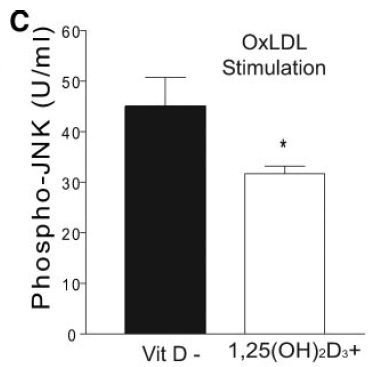 C
Phospho-JNK (U/ml)
60
50
40
30
20
10
0
OxLDL
Stimulation
*
Vit D -
1,25(OH)₂D₃+